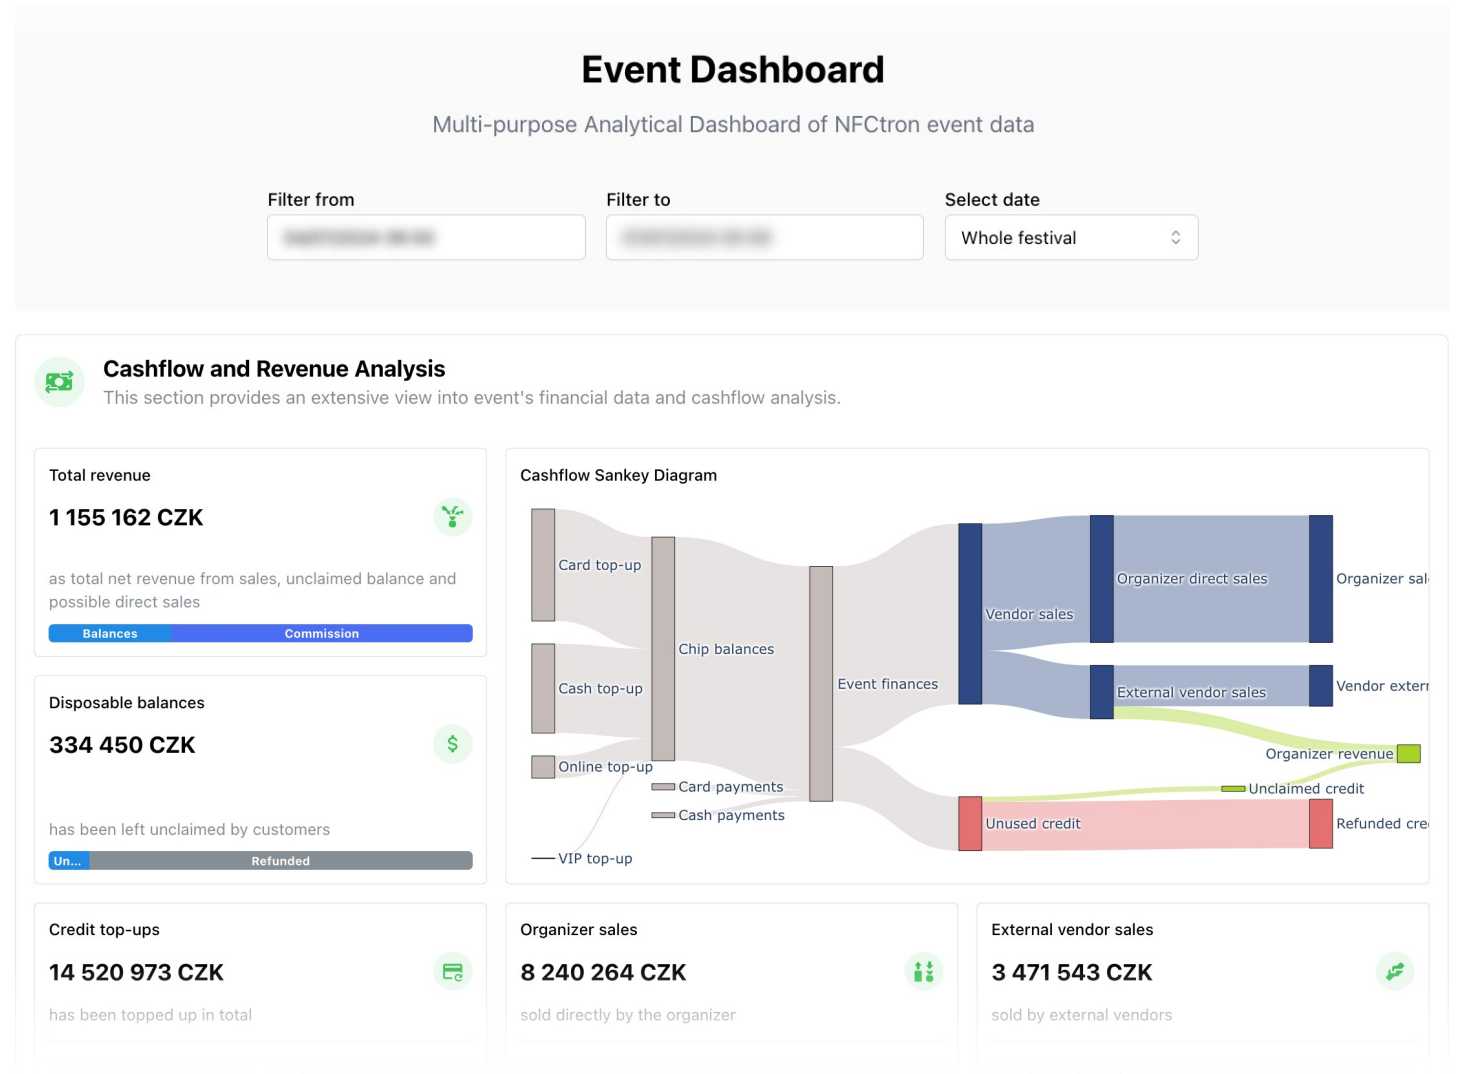 Event Dashboard
Multi-purpose Analytical Dashboard of NFCtron event data
Filter from
Filter to
Select date
Whole festival
Cashflow and Revenue Analysis
This section provides an extensive view into event's financial data and cashflow analysis.
Total revenue
1 155 162 CZK
as total net revenue from sales, unclaimed balance and
possible direct sales
Balances
Commission
Disposable balances
334 450 CZK
has been left unclaimed by customers
Un...
Refunded
Cashflow Sankey Diagram
Card top-up
Cash top-up
Online top-up
VIP top-up
Chip balances
Card payments
Cash payments
Event finances
Vendor sales
Unused credit
Organizer direct sales
External vendor sales
Organizer sal
Vendor extern
Organizer revenue
Unclaimed credit
Refunded cre
Credit top-ups
14 520 973 CZK
has been topped up in total
Organizer sales
8 240 264 CZK
sold directly by the organizer
External vendor sales
3 471 543 CZK
sold by external vendors